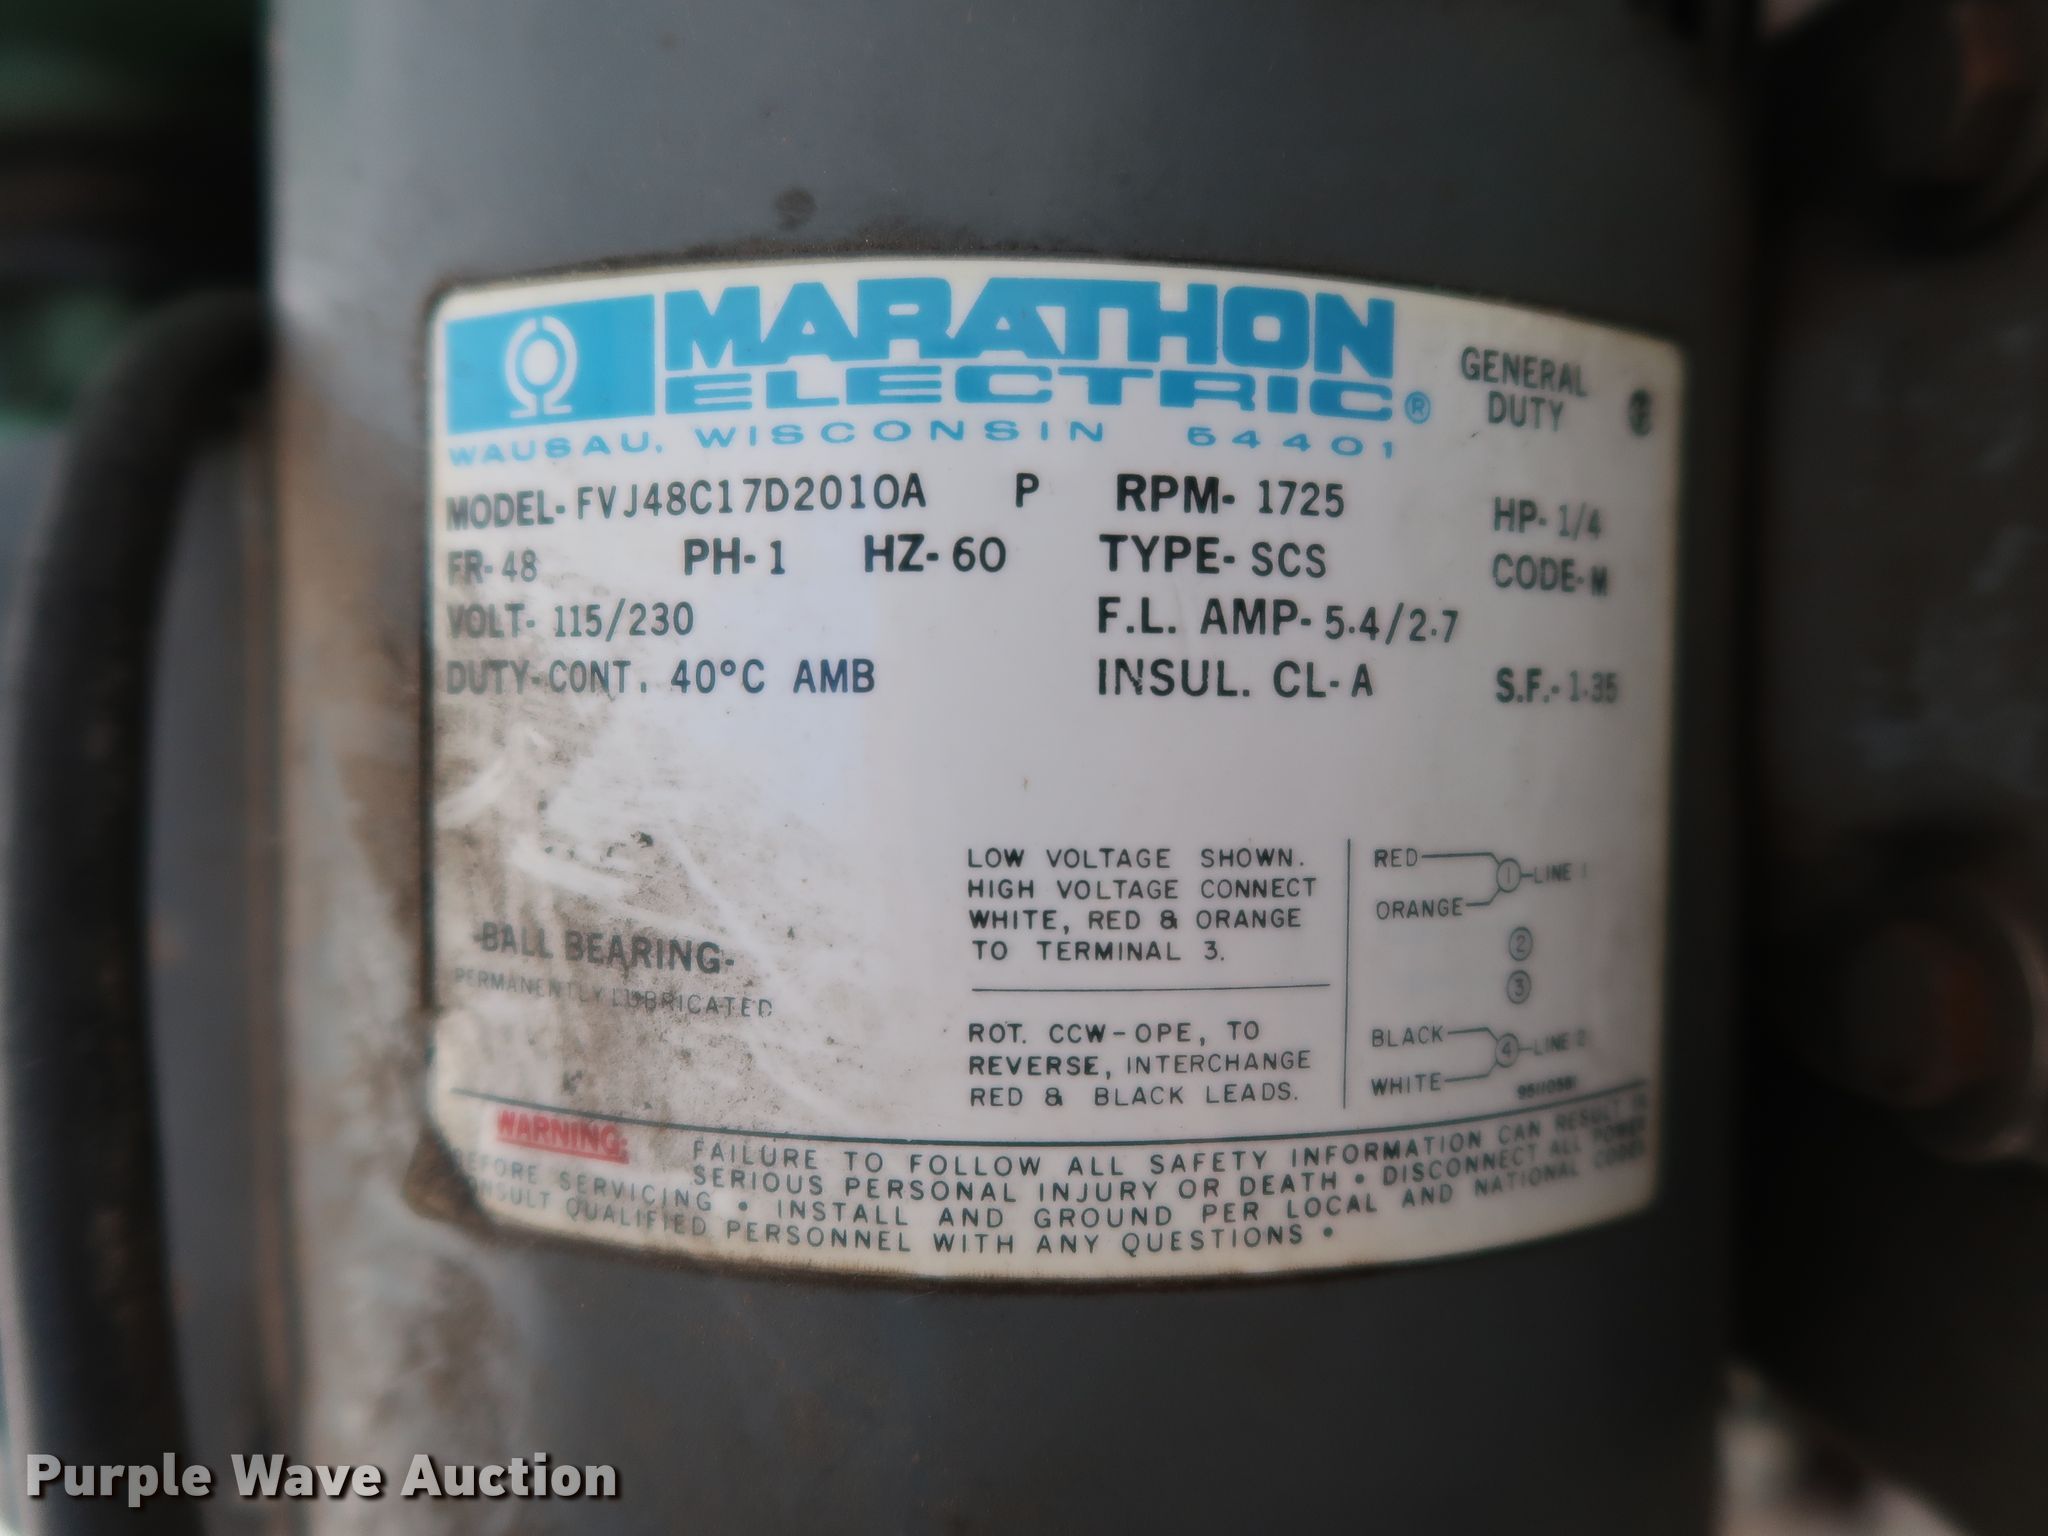 MARATHON
ELECTRIC®
WAUSAU, WISCONSIN 54401
GENERAL
DUTY
MODEL- FVJ48C17D2010A P RPM- 1725 HP- 1/4
FR- 48 PH- 1 HZ- 60 TYPE- SCS CODE- M
VOLT- 115/230 F.L. AMP- 5.4/2.7
DUTY-CONT. 40°C AMB INSUL. CL- A S.F.- 1.35
LOW VOLTAGE SHOWN.
HIGH VOLTAGE CONNECT
WHITE, RED & ORANGE
TO TERMINAL 3.
RED 1 LINE 1
ORANGE
2
3
BLACK 4 LINE 2
WHITE
-BALL BEARING-
PERMANENTLY LUBRICATED
ROT. CCW-OPE, TO
REVERSE, INTERCHANGE
RED & BLACK LEADS.
WARNING: FAILURE TO FOLLOW ALL SAFETY INFORMATION CAN RESULT IN
SERIOUS PERSONAL INJURY OR DEATH • DISCONNECT ALL POWER
BEFORE SERVICING • INSTALL AND GROUND PER LOCAL AND NATIONAL CODES
CONSULT QUALIFIED PERSONNEL WITH ANY QUESTIONS •
Purple Wave Auction